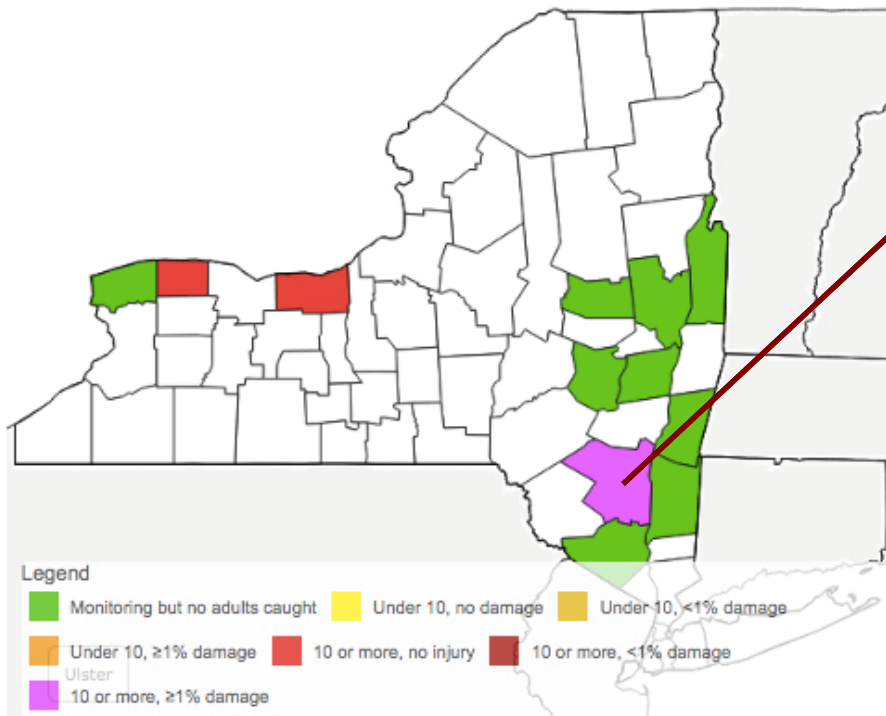 Legend
Monitoring but no adults caught Under 10, no damage Under 10, <1% damage
Under 10, ≥1% damage 10 or more, no injury 10 or more, <1% damage
Ulster
10 or more, ≥1% damage